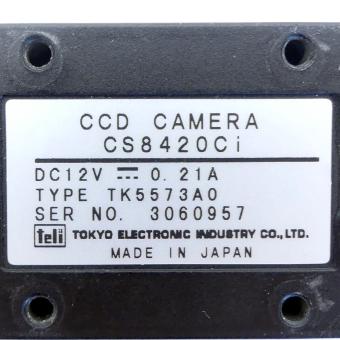 CCD CAMERA
CS8420Ci
DC12V ⎓ 0.21A
TYPE TK5573A0
SER NO. 3060957
teli TOKYO ELECTRONIC INDUSTRY CO., LTD.
MADE IN JAPAN